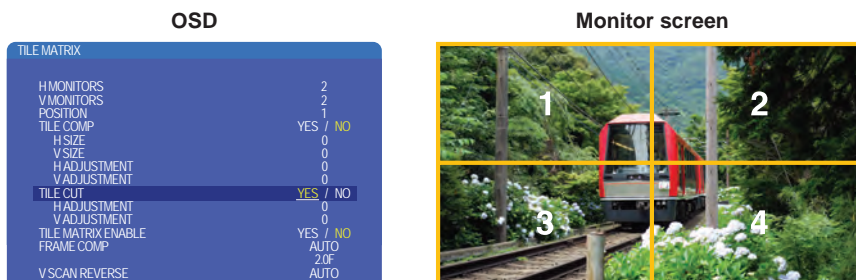 OSD
Monitor screen
TILE MATRIX
H MONITORS 2
V MONITORS 2
POSITION 1
TILE COMP YES / NO
H SIZE 0
V SIZE 0
H ADJUSTMENT 0
V ADJUSTMENT 0
TILE CUT YES / NO
H ADJUSTMENT 0
V ADJUSTMENT 0
TILE MATRIX ENABLE YES / NO
FRAME COMP AUTO
2.0F
V SCAN REVERSE AUTO
1
2
3
4